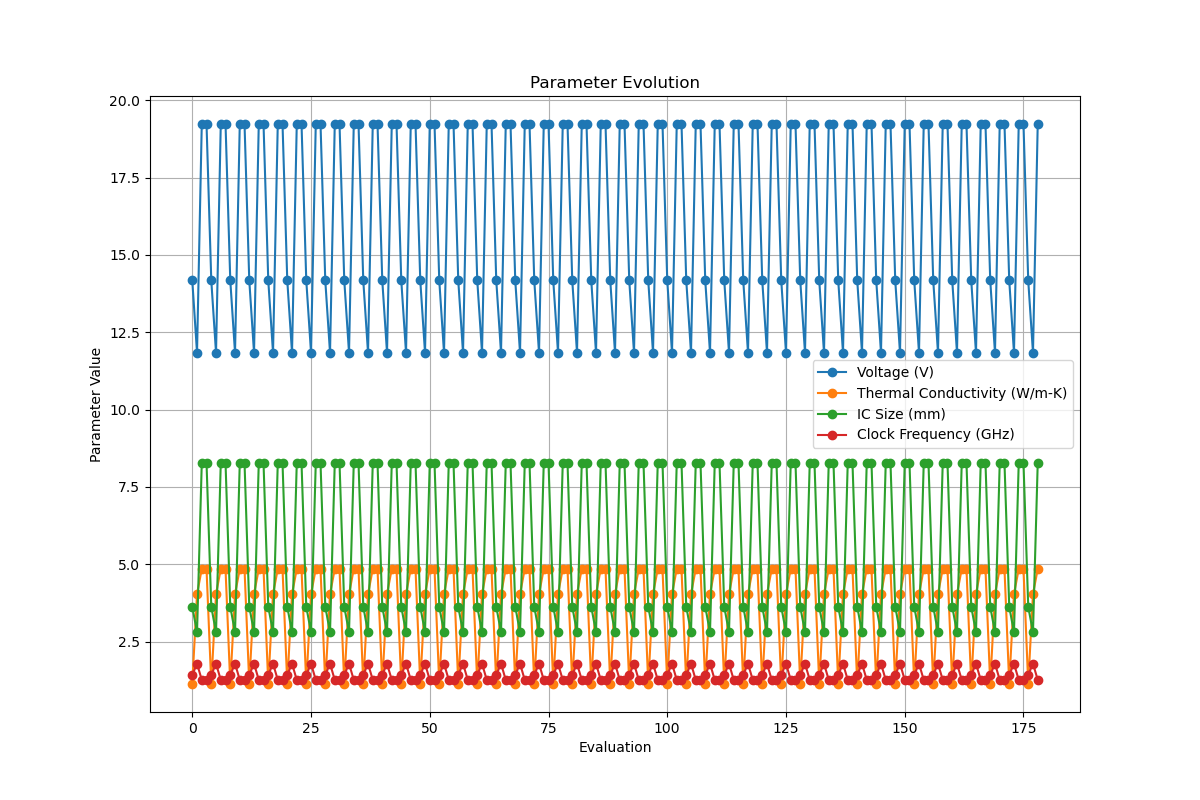 Parameter Evolution
20.0
17.5
15.0
12.5
10.0
7.5
5.0
2.5
Parameter Value
Voltage (V)
Thermal Conductivity (W/m-K)
IC Size (mm)
Clock Frequency (GHz)
0 25 50 75 100 125 150 175
Evaluation